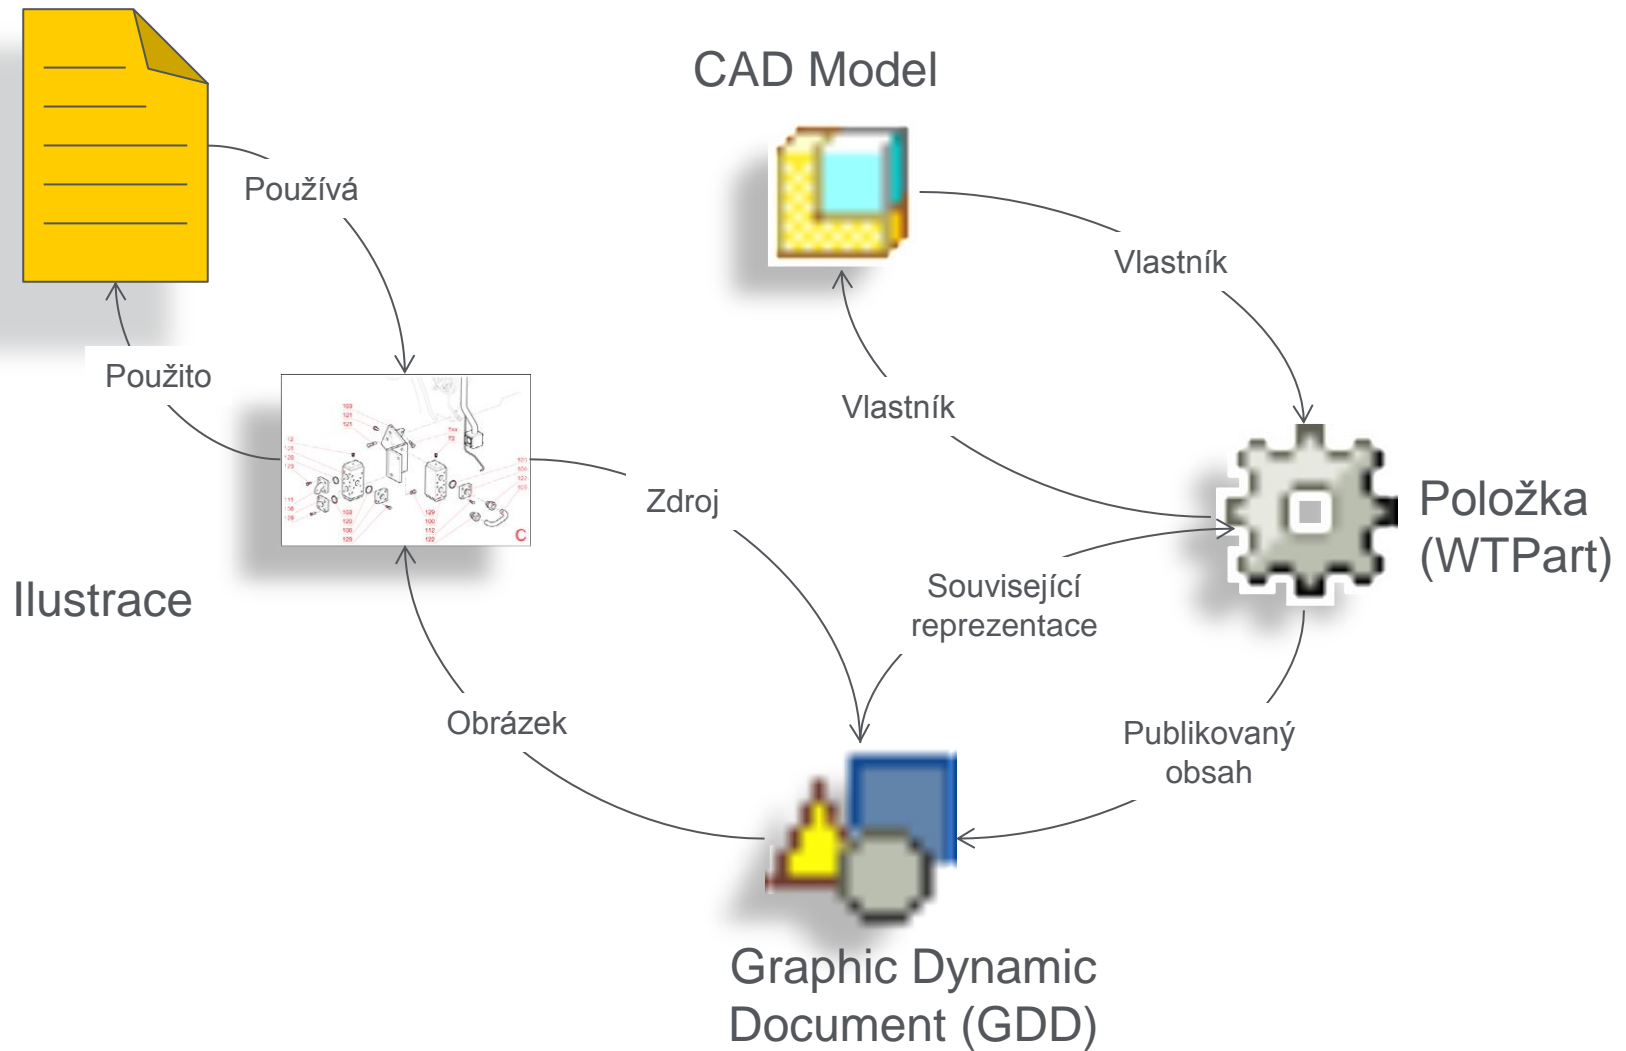 CAD Model
Používá
Vlastník
Použito
Vlastník
Zdroj
Položka
(WTPart)
Ilustrace
Související
reprezentace
Obrázek
Publikovaný
obsah
C
Graphic Dynamic
Document (GDD)